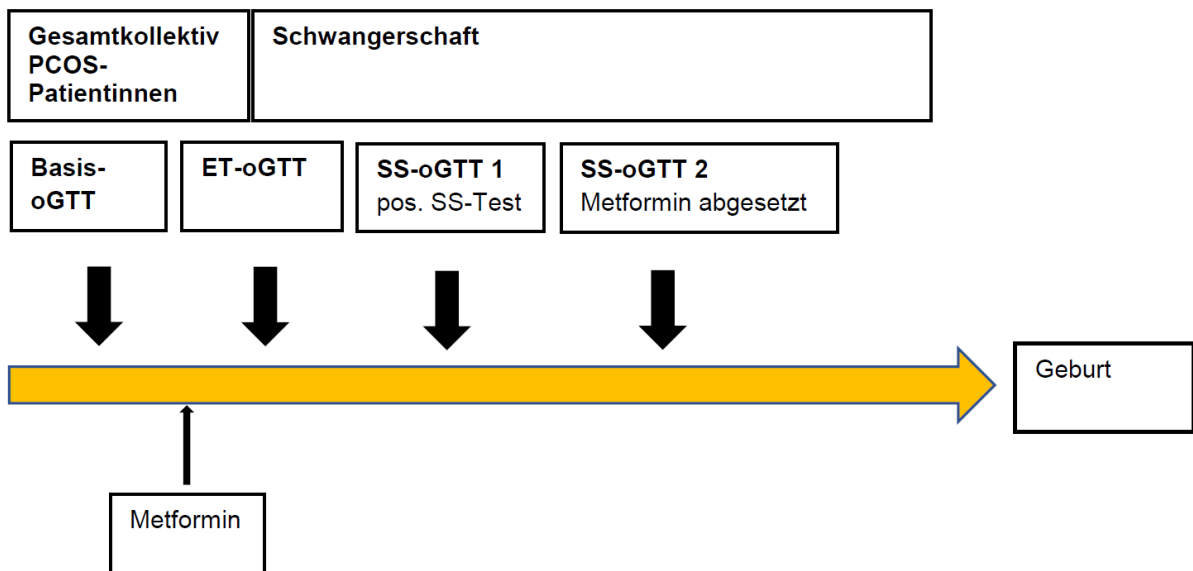 Gesamtkollektiv
PCOS-
Patientinnen
Schwangerschaft
Basis-
oGTT
ET-oGTT
SS-oGTT 1
pos. SS-Test
SS-oGTT 2
Metformin abgesetzt
Geburt
Metformin